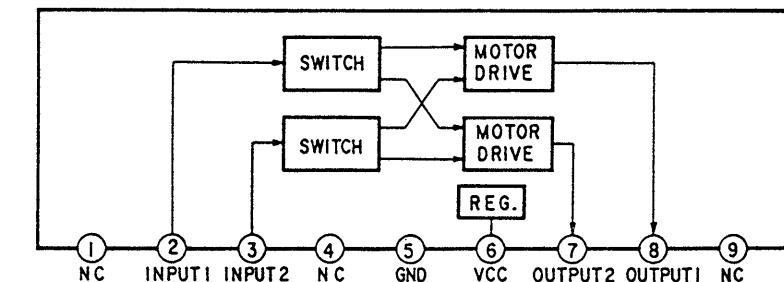 SWITCH
MOTOR
DRIVE
SWITCH
MOTOR
DRIVE
REG.
1 2 3 4 5 6 7 8 9
NC INPUT1 INPUT2 NC GND VCC OUTPUT2 OUTPUT1 NC